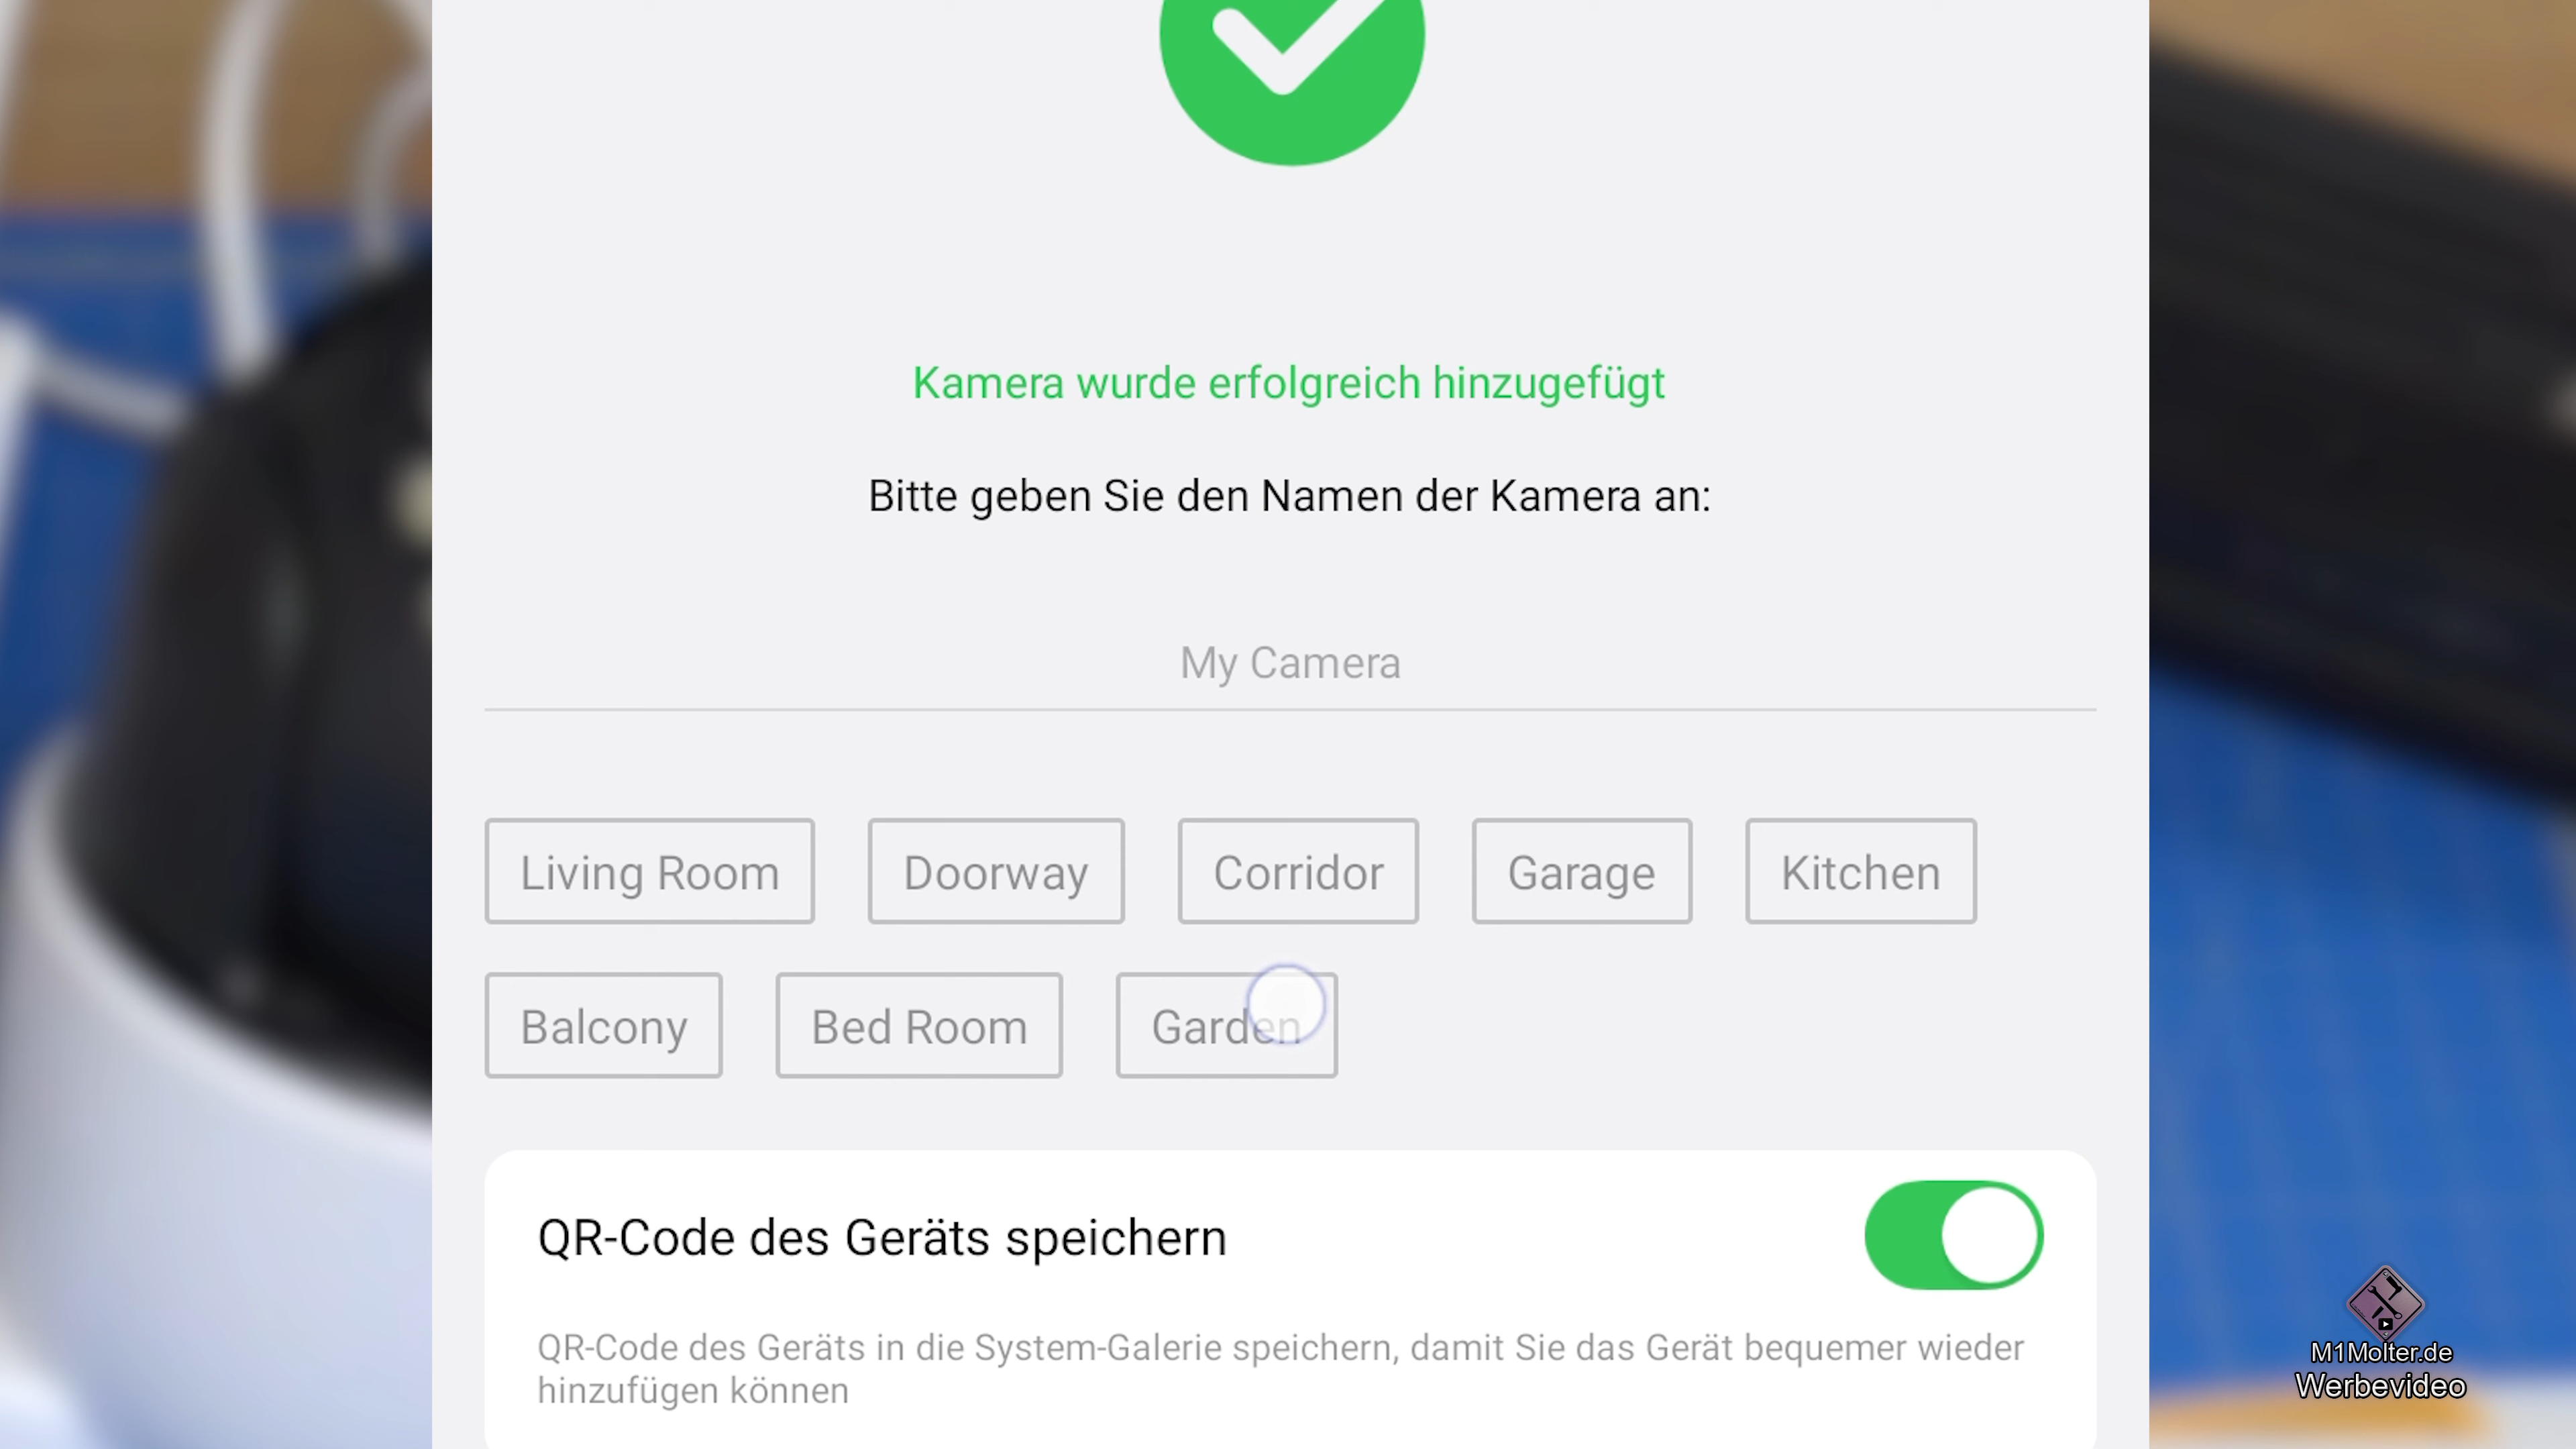 Kamera wurde erfolgreich hinzugefügt
Bitte geben Sie den Namen der Kamera an:
My Camera
Living Room
Doorway
Corridor
Garage
Kitchen
Balcony
Bed Room
Garden
QR-Code des Geräts speichern
QR-Code des Geräts in die System-Galerie speichern, damit Sie das Gerät bequemer wieder
hinzufügen können
M1Molter.de
Werbevideo